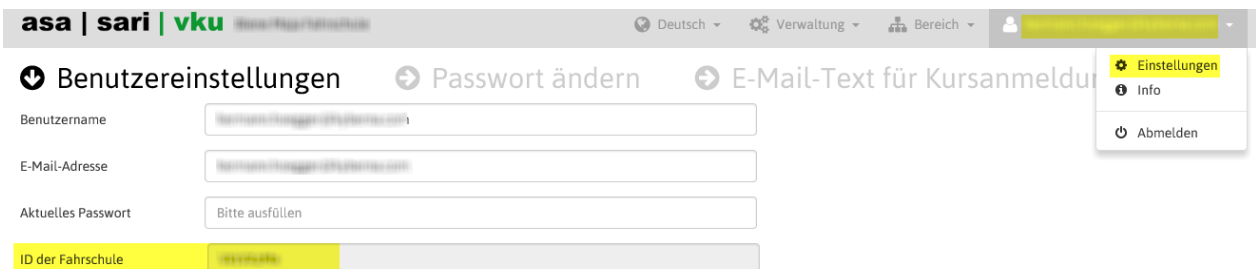 asa | sari | vku
Deutsch Verwaltung Bereich
Benutzereinstellungen Passwort ändern E-Mail-Text für Kursanmeldun
Einstellungen
Info
Abmelden
Benutzername
E-Mail-Adresse
Aktuelles Passwort Bitte ausfüllen
ID der Fahrschule